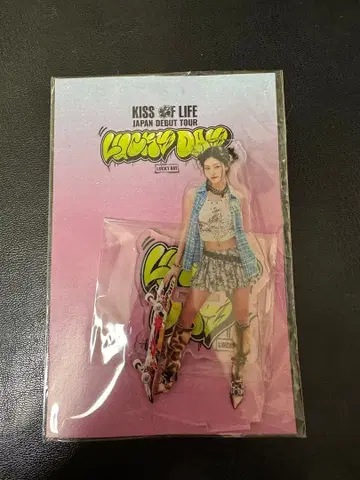 KISS OF LIFE
JAPAN DEBUT TOUR
LUCKY DAY
LUCKY DAY